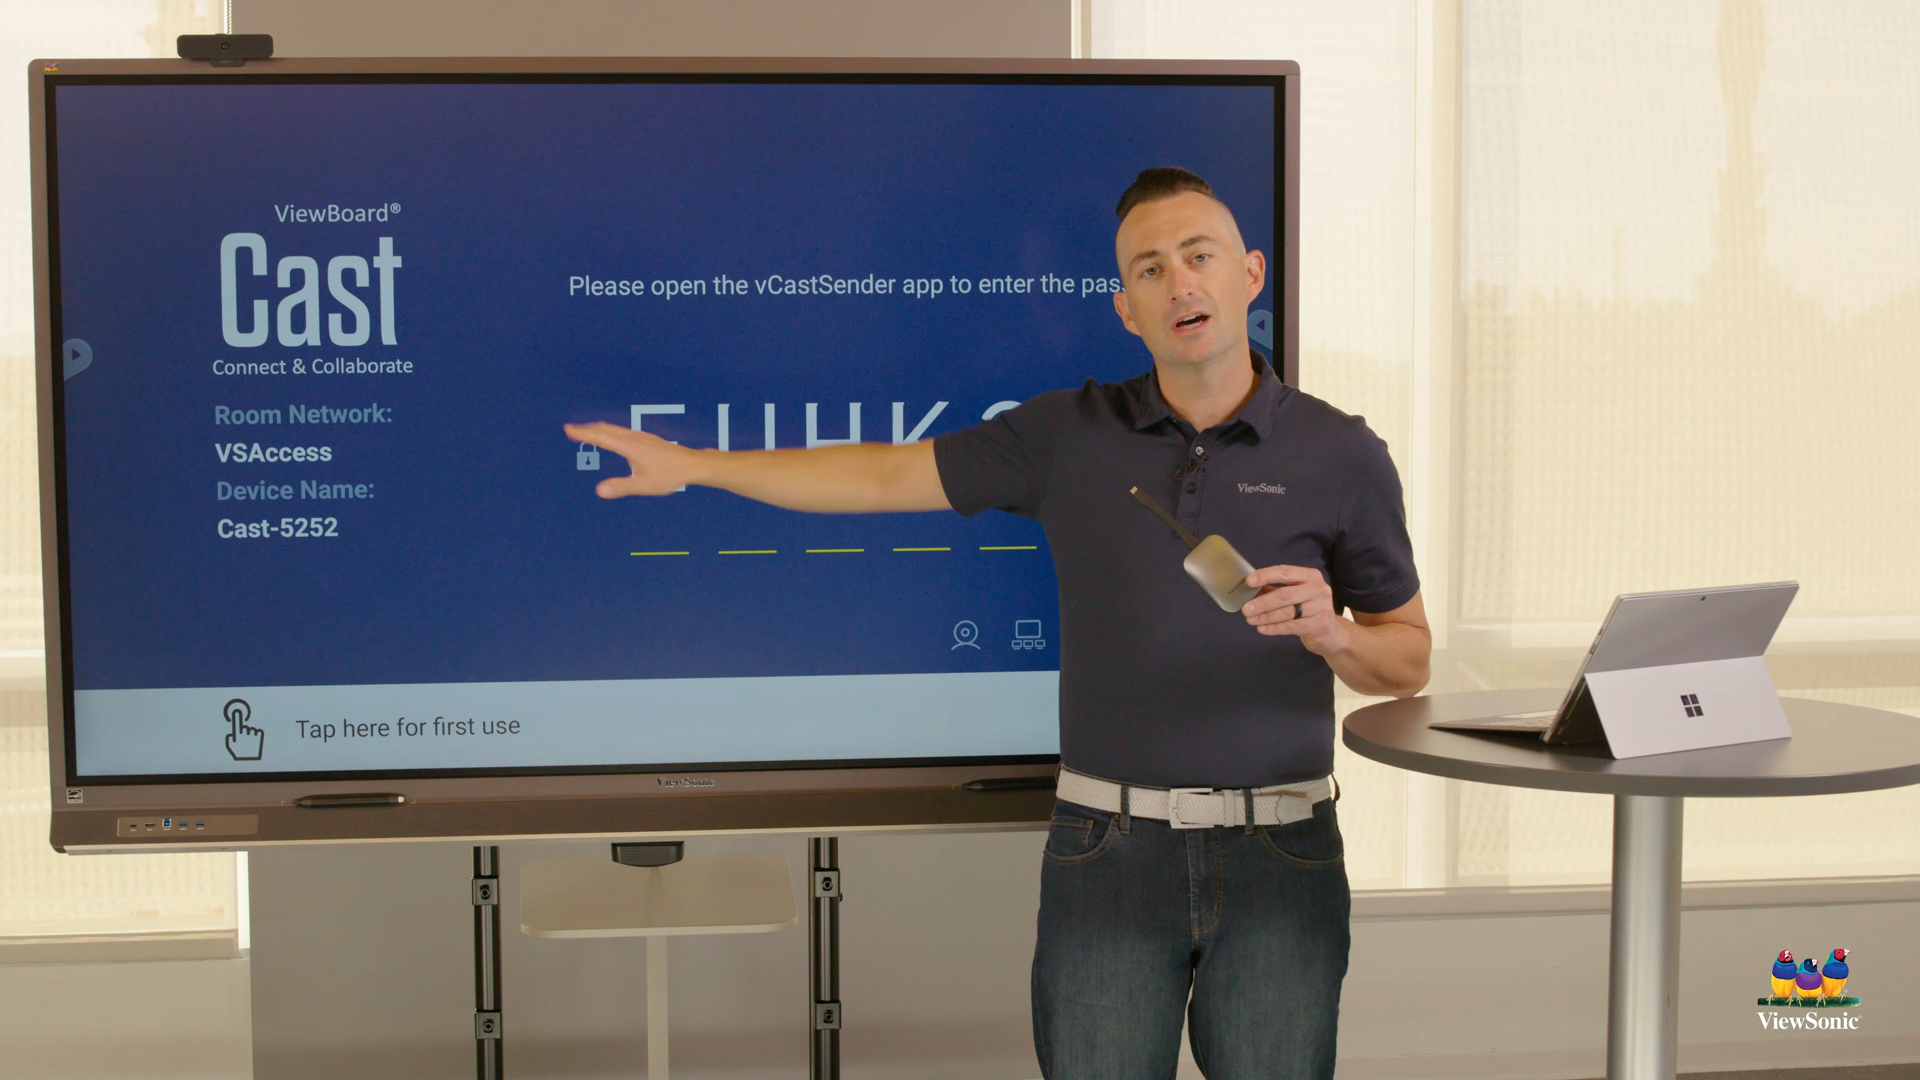 ViewBoard®
Cast
Connect & Collaborate
Room Network:
VSAccess
Device Name:
Cast-5252
Please open the vCastSender app to enter the
Tap here for first use
ViewSonic
ViewSonic
ViewSonic